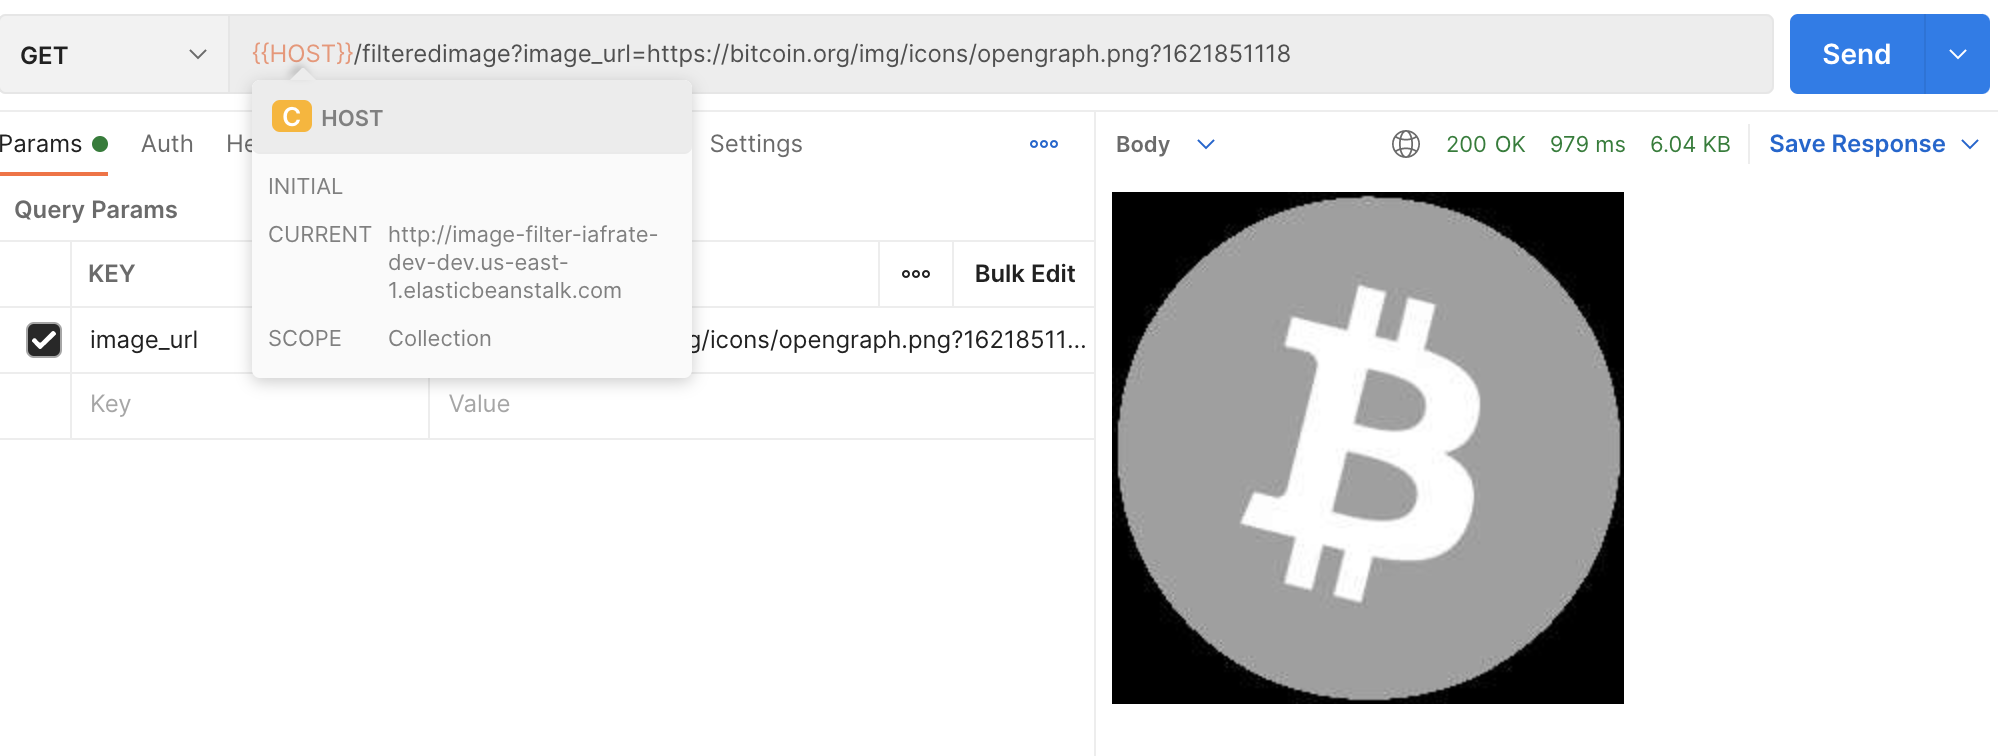 GET
{{HOST}}/filteredimage?image_url=https://bitcoin.org/img/icons/opengraph.png?1621851118
Send
C HOST
Params Auth He Settings
Body 200 OK 979 ms 6.04 KB Save Response
INITIAL
Query Params
CURRENT http://image-filter-iafrate-
dev-dev.us-east-
1.elasticbeanstalk.com
KEY Bulk Edit
SCOPE Collection
image_url g/icons/opengraph.png?16218511...
Key Value